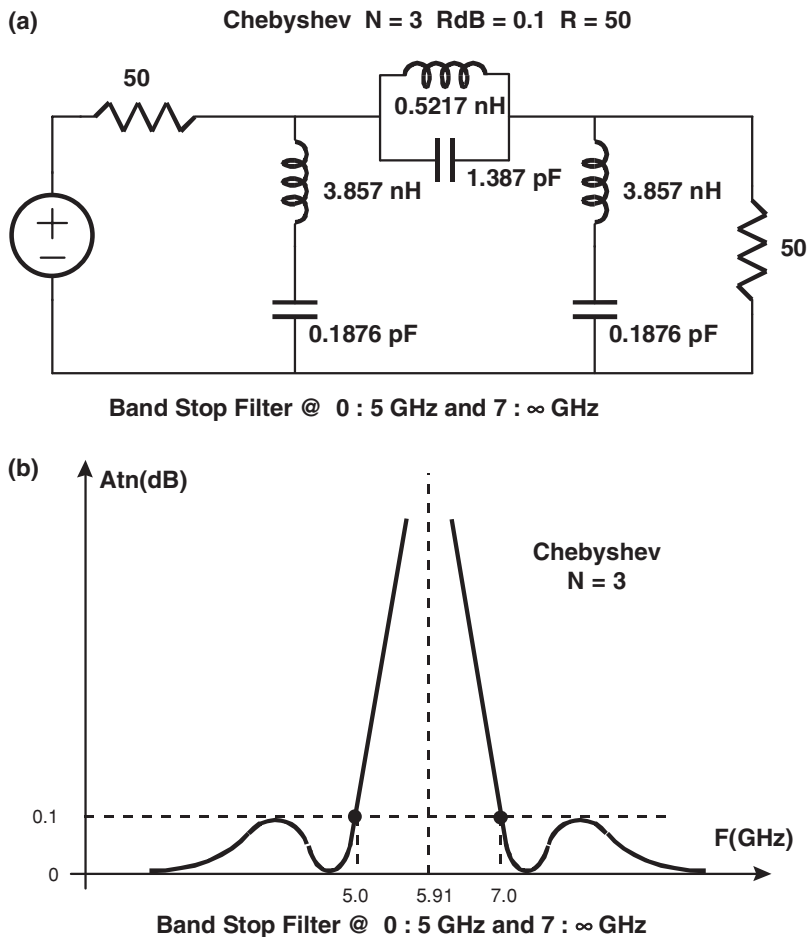 (a)
Chebyshev N = 3 RdB = 0.1 R = 50
50
0.5217 nH
1.387 pF
3.857 nH
3.857 nH
50
0.1876 pF
0.1876 pF
Band Stop Filter @ 0 : 5 GHz and 7 : ∞ GHz
(b)
Atn(dB)
Chebyshev
N = 3
0.1
F(GHz)
0
5.0
5.91
7.0
Band Stop Filter @ 0 : 5 GHz and 7 : ∞ GHz